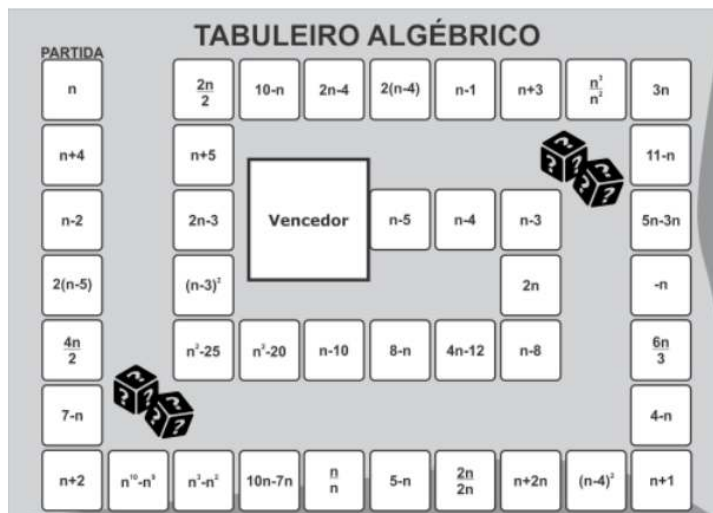 TABULEIRO ALGÉBRICO
PARTIDA
n
2n/2
10-n
2n-4
2(n-4)
n-1
n+3
n³/n²
3n
n+4
n+5
11-n
n-2
2n-3
Vencedor
n-5
n-4
n-3
5n-3n
2(n-5)
(n-3)²
2n
-n
4n/2
n²-25
n²-20
n-10
8-n
4n-12
n-8
6n/3
7-n
4-n
n+2
n¹⁰-n⁹
n³-n²
10n-7n
n/n
5-n
2n/2n
n+2n
(n-4)²
n+1
? ? ?
? ? ?
? ? ?
? ? ?